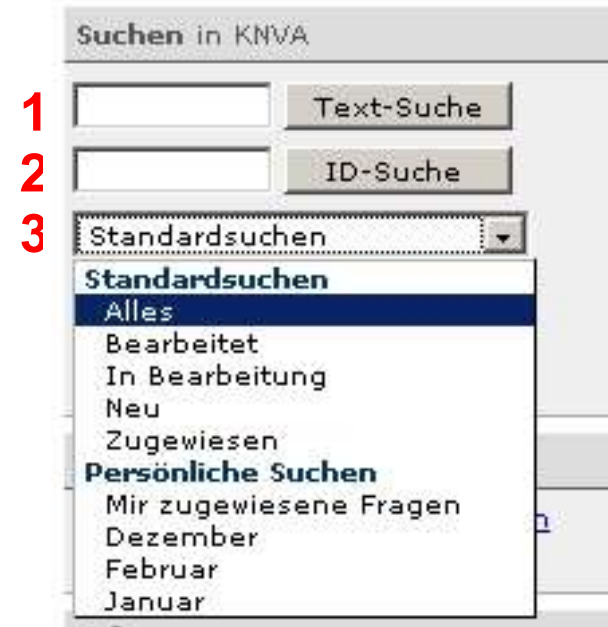 Suchen in KNVA
1 Text-Suche
2 ID-Suche
3 Standardsuchen
Standardsuchen
Alles
Bearbeitet
In Bearbeitung
Neu
Zugewiesen
Persönliche Suchen
Mir zugewiesene Fragen
Dezember
Februar
Januar